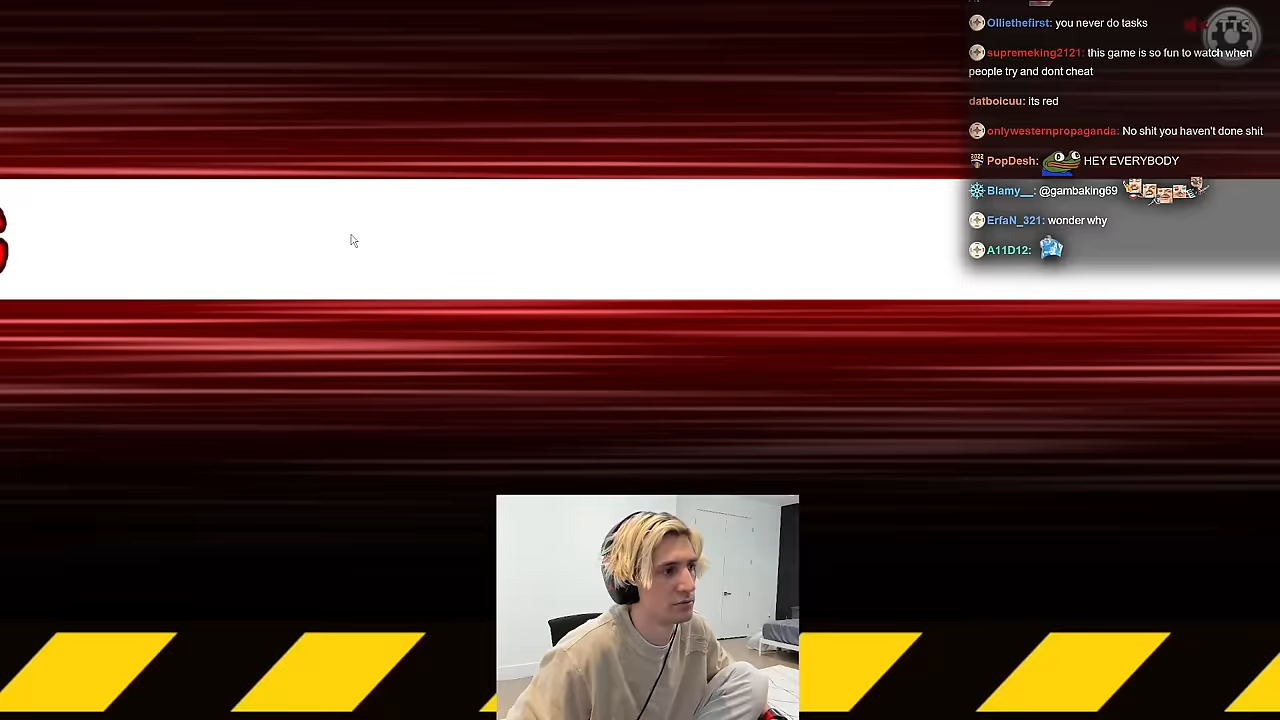 Olliethefirst: you never do tasks
TTS
supremeking2121: this game is so fun to watch when
people try and dont cheat
datboicuu: its red
onlywesternpropaganda: No shit you haven't done shit
PopDesh: HEY EVERYBODY
Blamy__: @gambaking69
ErfaN_321: wonder why
A11D12: